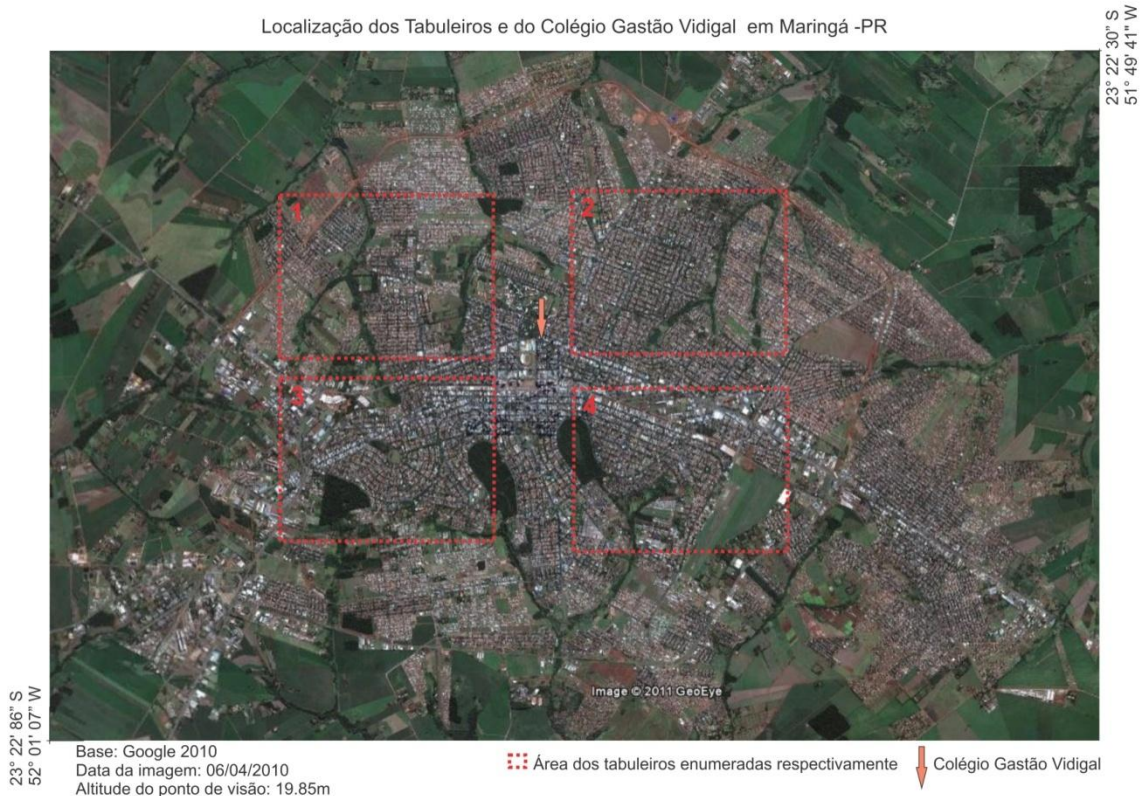 Localização dos Tabuleiros e do Colégio Gastão Vidigal em Maringá -PR
23° 22' 30" S
51° 49' 41" W
1
2
3
4
Image © 2011 GeoEye
23° 22' 86" S
52° 01' 07" W
Base: Google 2010
Data da imagem: 06/04/2010
Altitude do ponto de visão: 19.85m
Área dos tabuleiros enumeradas respectivamente
Colégio Gastão Vidigal